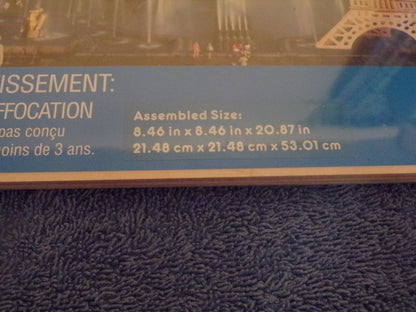 ISSEMENT:
FFOCATION
pas conçu
moins de 3 ans.
Assembled Size:
8.46 in x 8.46 in x 20.87 in
21.48 cm x 21.48 cm x 53.01 cm